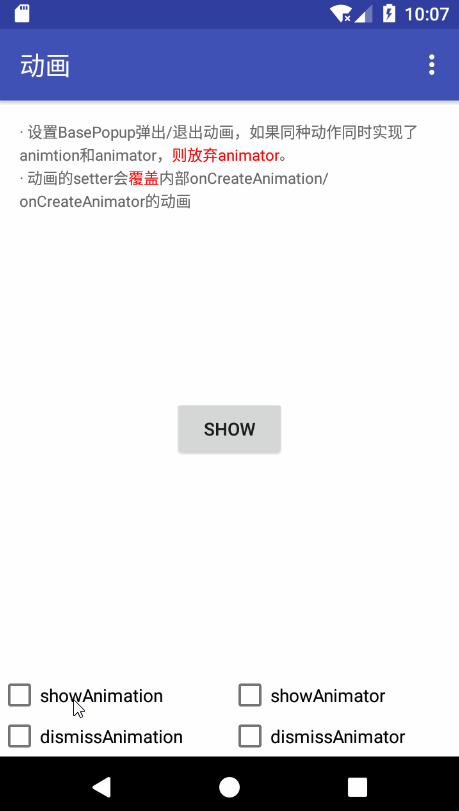 10:07
动画
· 设置BasePopup弹出/退出动画，如果同种动作同时实现了
animtion和animator，则放弃animator。
· 动画的setter会覆盖内部onCreateAnimation/
onCreateAnimator的动画
SHOW
showAnimation showAnimator
dismissAnimation dismissAnimator